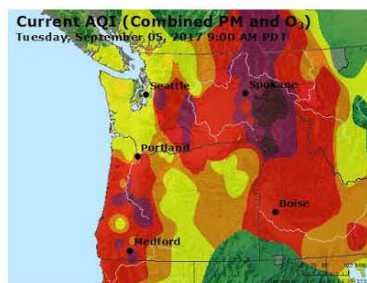 Current AQI (Combined PM and O₃)
Tuesday, September 05, 2017 9:00 AM PDT
Seattle
Spokane
Portland
Boise
Medford